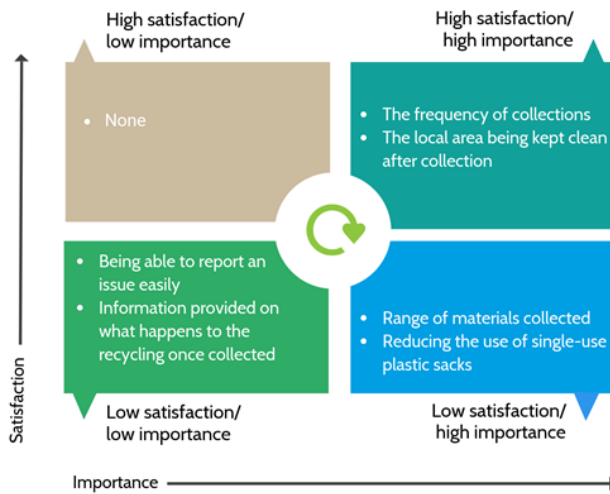 High satisfaction/
low importance
High satisfaction/
high importance
• None
• The frequency of collections
• The local area being kept clean
after collection
• Being able to report an
issue easily
• Information provided on
what happens to the
recycling once collected
• Range of materials collected
• Reducing the use of single-use
plastic sacks
Low satisfaction/
low importance
Low satisfaction/
high importance
Satisfaction
Importance